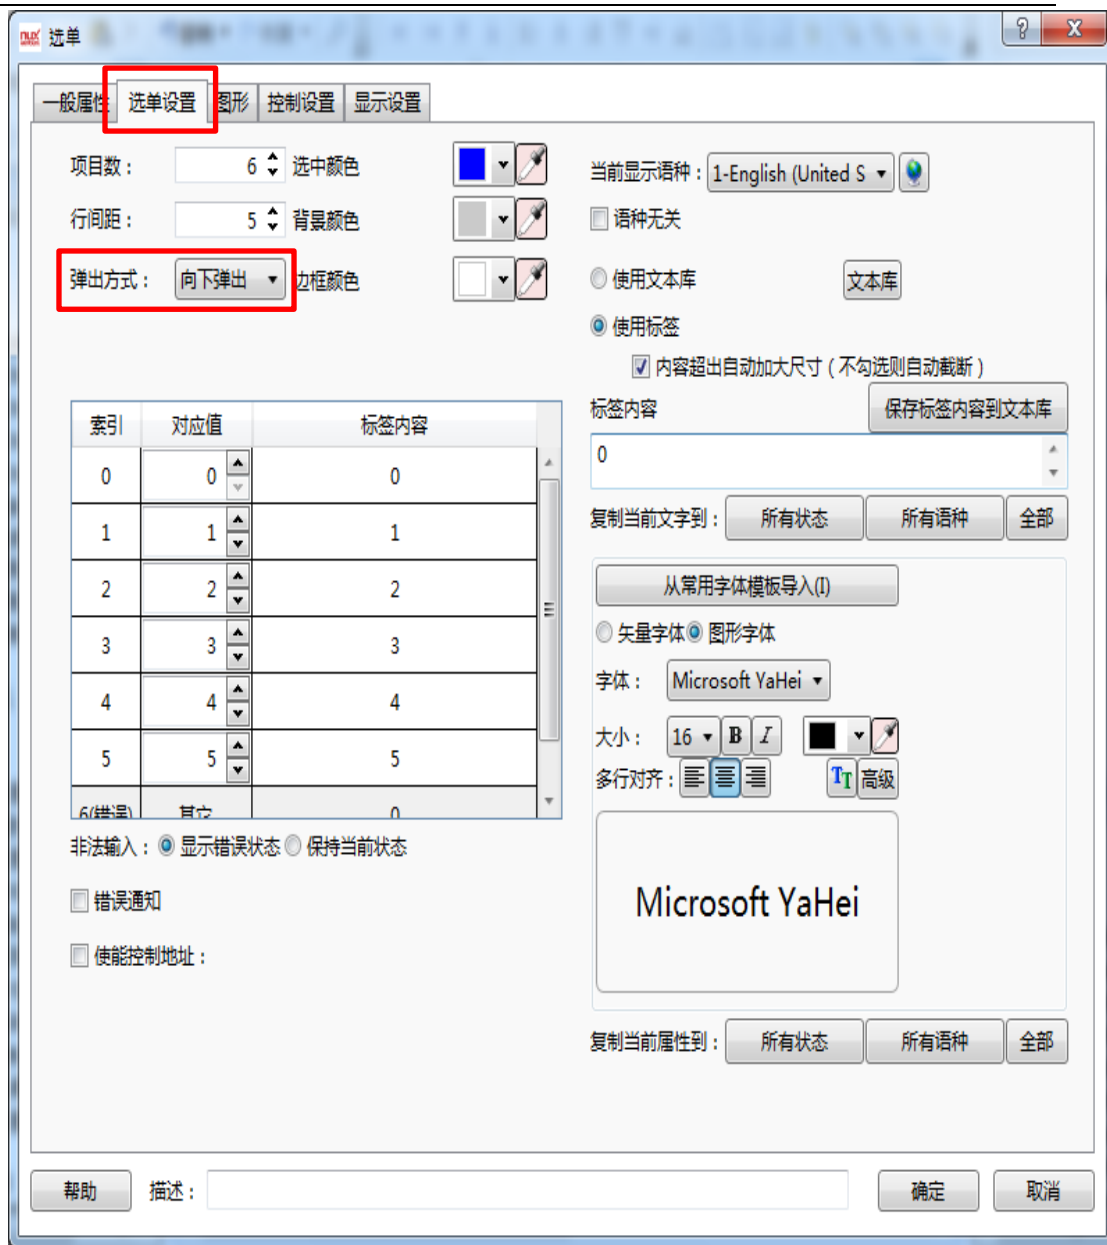 选单
一般属性 选单设置 图形 控制设置 显示设置
项目数： 6 选中颜色
行间距： 5 背景颜色
弹出方式： 向下弹出 边框颜色
当前显示语种： 1-English (United S
语种无关
使用文本库 文本库
使用标签
内容超出自动加大尺寸（不勾选则自动截断）
索引 对应值 标签内容
0 0 0
1 1 1
2 2 2
3 3 3
4 4 4
5 5 5
6(错误) 其它 0
非法输入： 显示错误状态 保持当前状态
错误通知
使能控制地址：
标签内容 保存标签内容到文本库
0
复制当前文字到： 所有状态 所有语种 全部
从常用字体模板导入(I)
矢量字体 图形字体
字体： Microsoft YaHei
大小： 16 B I
多行对齐： TT 高级
Microsoft YaHei
复制当前属性到： 所有状态 所有语种 全部
帮助 描述： 确定 取消